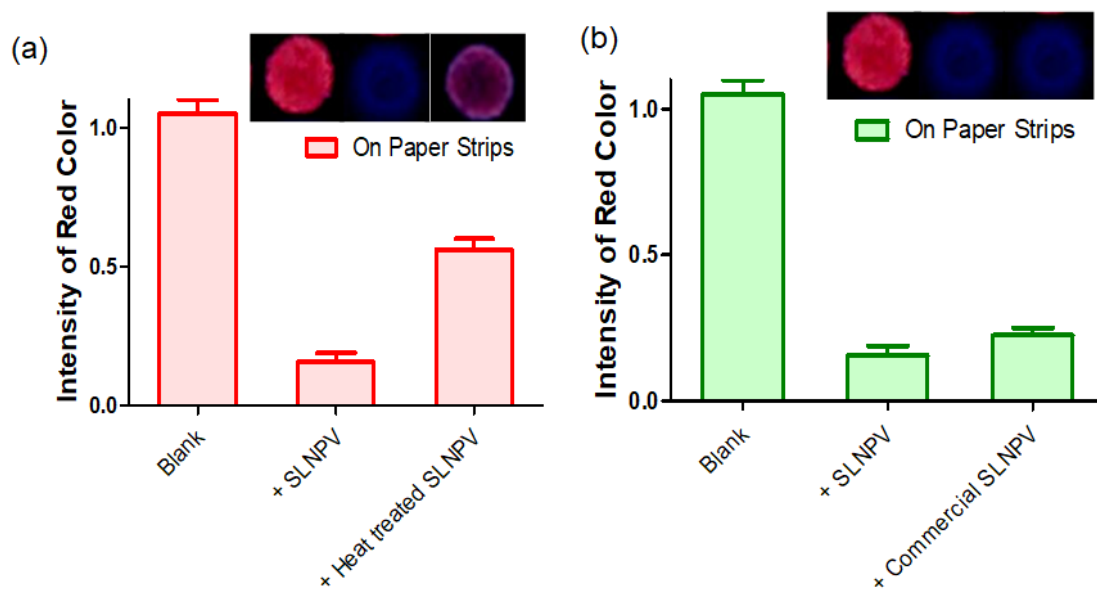 (a)
On Paper Strips
Intensity of Red Color
1.0
0.5
0.0
Blank
+ SLNPV
+ Heat treated SLNPV
(b)
On Paper Strips
Intensity of Red Color
1.0
0.5
0.0
Blank
+ SLNPV
+ Commercial SLNPV